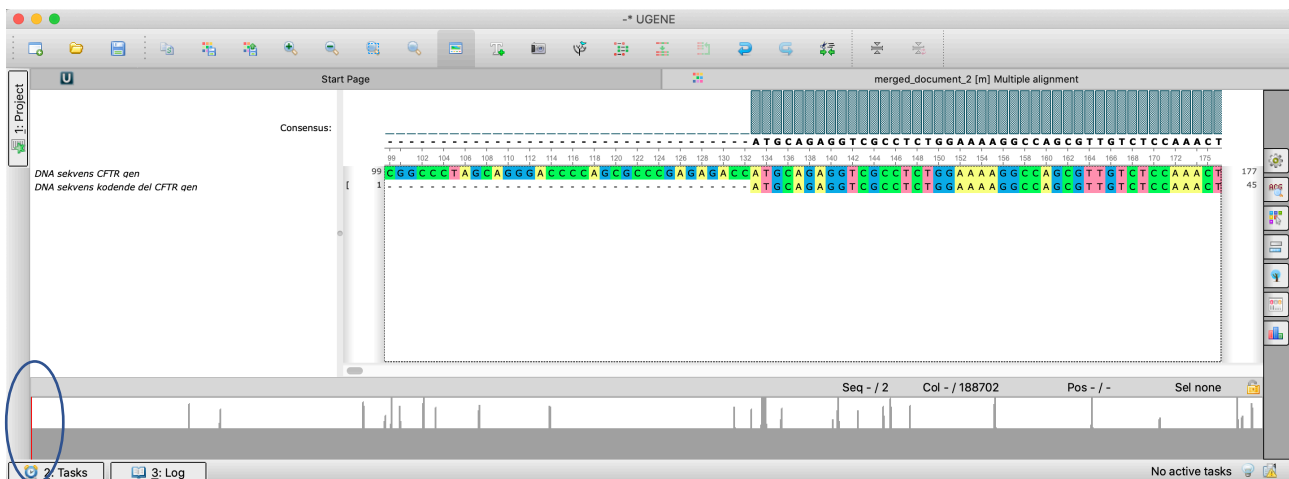 -* UGENE
Start Page
merged_document_2 [m] Multiple alignment
1: Project
Consensus:
- - - - - - - - - - - - - - - - - - - - - - - - - - - - - - - - - - A T G C A G A G G T C G C C T C T G G A A A A G G C C A G C G T T G T C T C C A A A C T
99 102 104 106 108 110 112 114 116 118 120 122 124 126 128 130 132 134 136 138 140 142 144 146 148 150 152 154 156 158 160 162 164 166 168 170 172 175
DNA sekvens CFTR gen 99 C G G C C C T A G C A G G G A C C C C A G C G C C C G A G A G A C C A T G C A G A G G T C G C C T C T G G A A A A G G C C A G C G T T G T C T C C A A A C T 177
DNA sekvens kodende del CFTR gen [ 1 - - - - - - - - - - - - - - - - - - - - - - - - - - - - - - - - - - A T G C A G A G G T C G C C T C T G G A A A A G G C C A G C G T T G T C T C C A A A C T 45
Seq - / 2 Col - / 188702 Pos - / - Sel none
2: Tasks 3: Log No active tasks